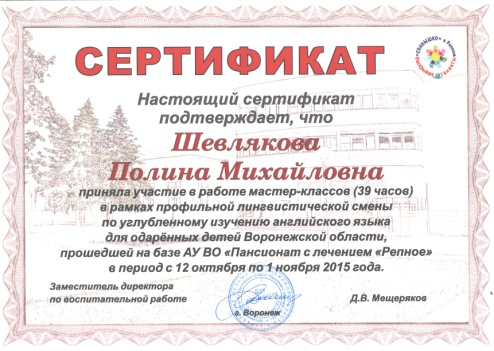 СЕРТИФИКАТ
Настоящий сертификат
подтверждает, что
Шевлякова
Полина Михайловна
приняла участие в работе мастер-классов (39 часов)
в рамках профильной лингвистической смены
по углубленному изучению английского языка
для одарённых детей Воронежской области,
прошедшей на базе АУ ВО «Пансионат с лечением «Репное»
в период с 12 октября по 1 ноября 2015 года.
Заместитель директора
по воспитательной работе
Д.В. Мещеряков
г. Воронеж